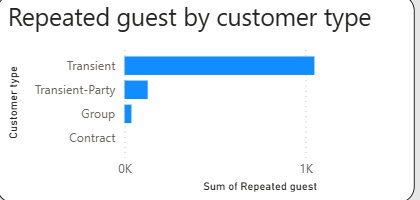 Repeated guest by customer type
Customer type
Transient
Transient-Party
Group
Contract
0K 1K
Sum of Repeated guest